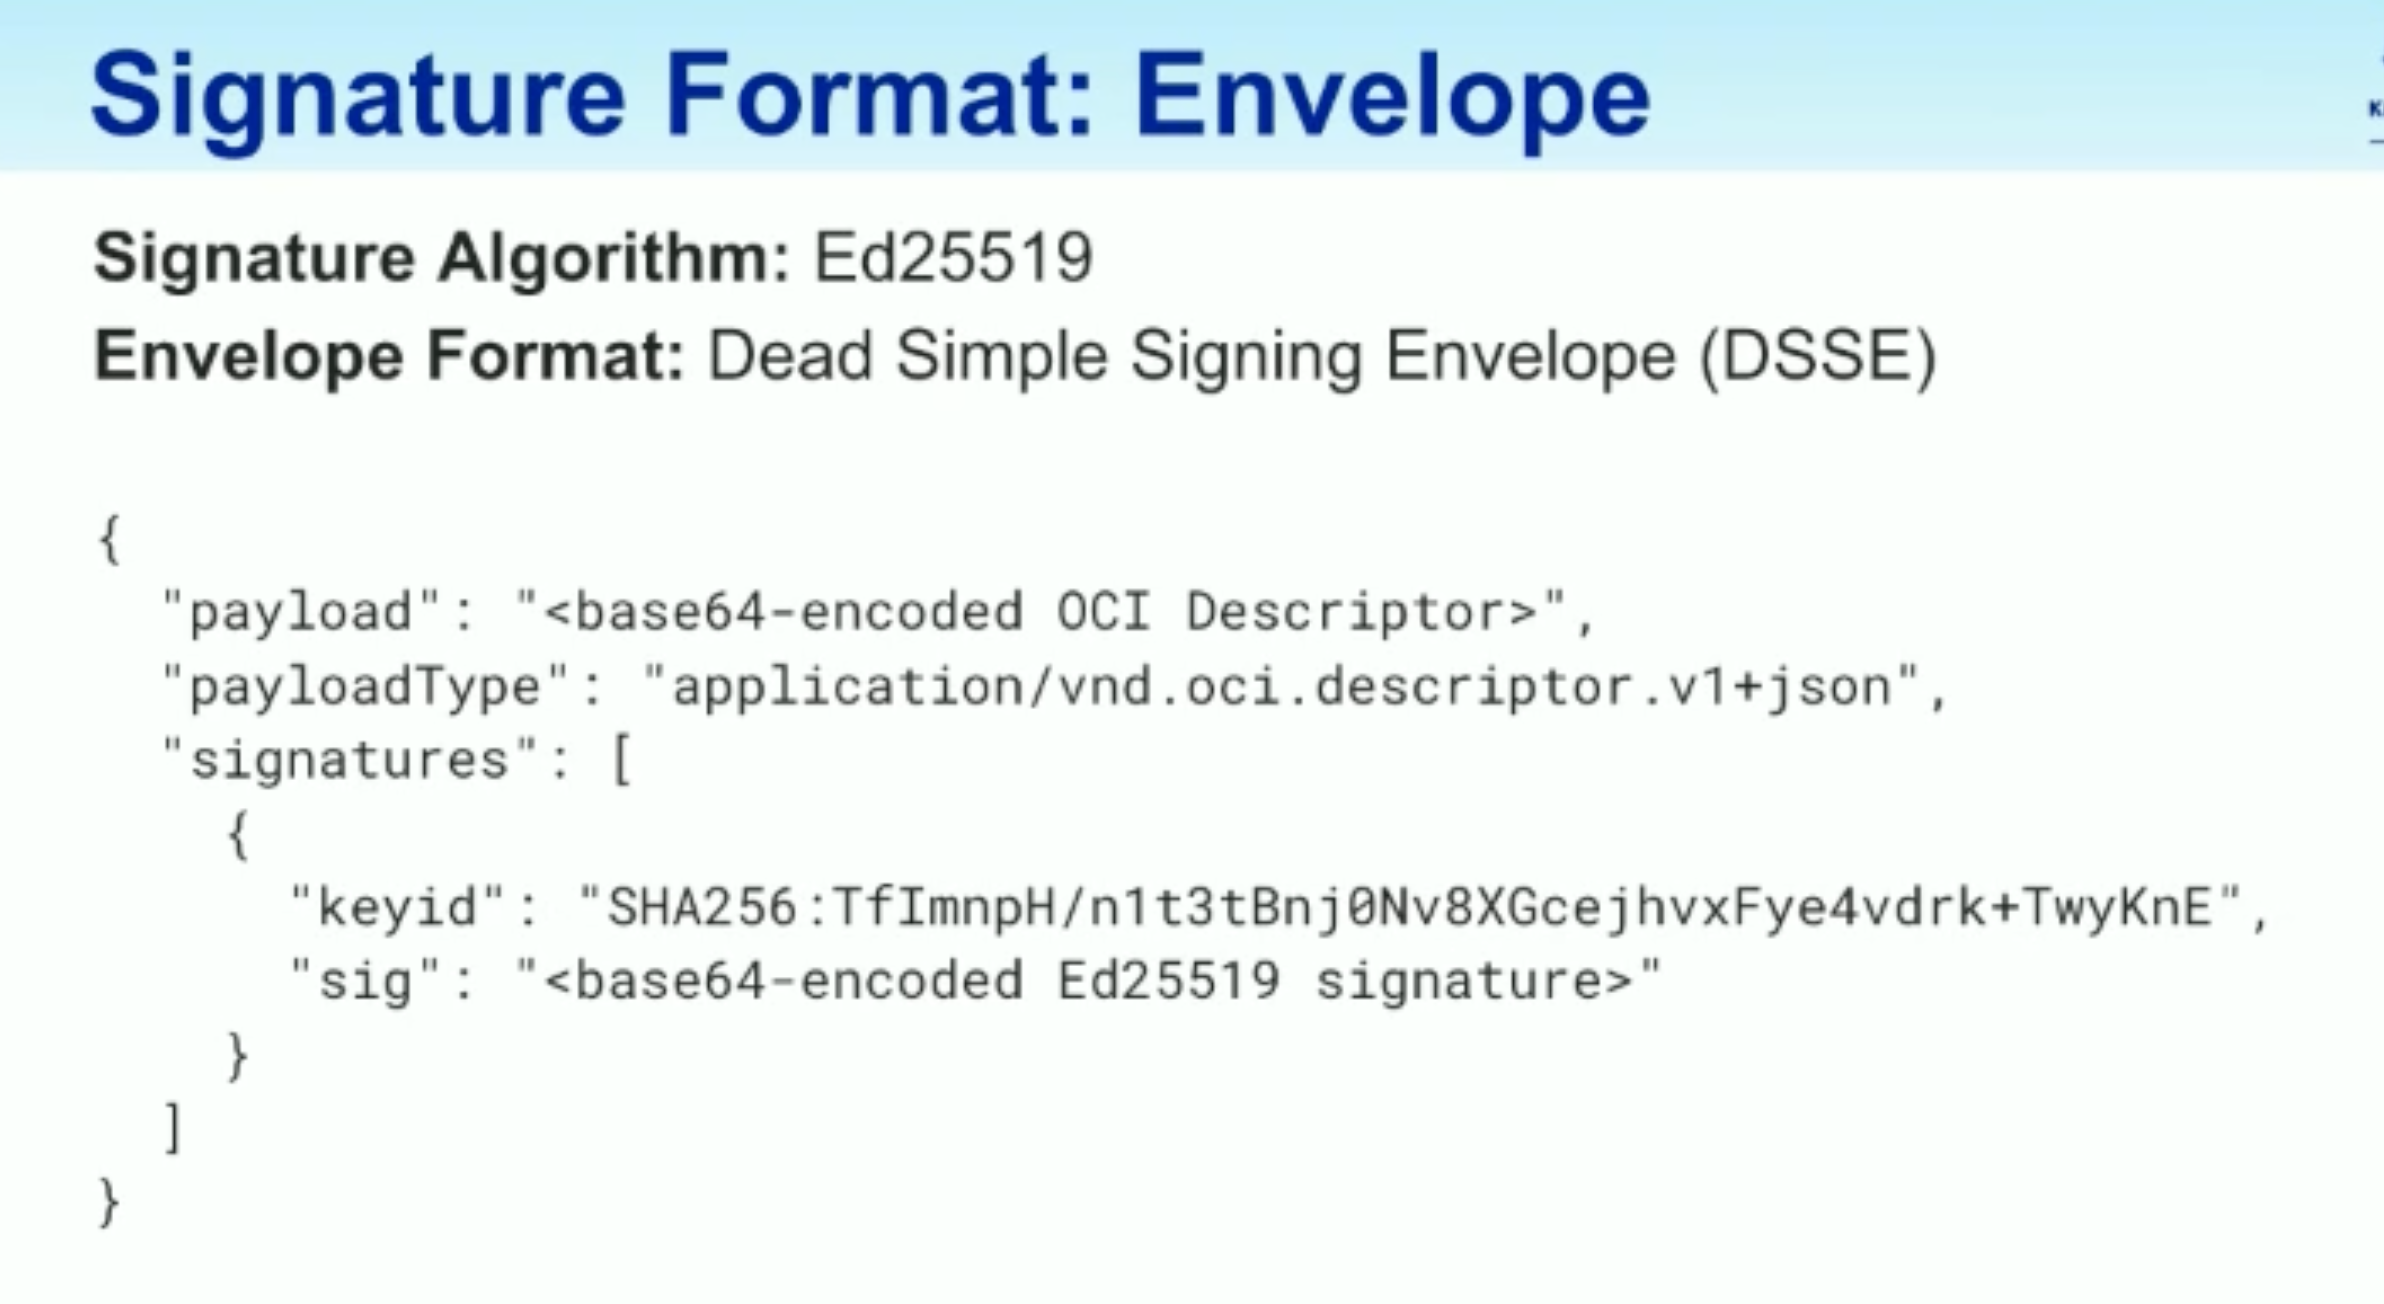 Signature Format: Envelope
Signature Algorithm: Ed25519
Envelope Format: Dead Simple Signing Envelope (DSSE)
{
  "payload": "<base64-encoded OCI Descriptor>",
  "payloadType": "application/vnd.oci.descriptor.v1+json",
  "signatures": [
    {
      "keyid": "SHA256:TfImnpH/n1t3tBnj0Nv8XGcejhvxFye4vdrk+TwyKnE",
      "sig": "<base64-encoded Ed25519 signature>"
    }
  ]
}